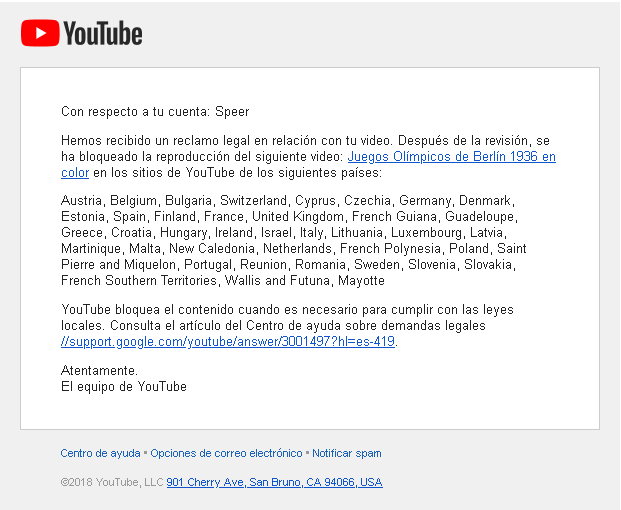 YouTube
Con respecto a tu cuenta: Speer
Hemos recibido un reclamo legal en relación con tu video. Después de la revisión, se
ha bloqueado la reproducción del siguiente video: Juegos Olímpicos de Berlín 1936 en
color en los sitios de YouTube de los siguientes países:
Austria, Belgium, Bulgaria, Switzerland, Cyprus, Czechia, Germany, Denmark,
Estonia, Spain, Finland, France, United Kingdom, French Guiana, Guadeloupe,
Greece, Croatia, Hungary, Ireland, Israel, Italy, Lithuania, Luxembourg, Latvia,
Martinique, Malta, New Caledonia, Netherlands, French Polynesia, Poland, Saint
Pierre and Miquelon, Portugal, Reunion, Romania, Sweden, Slovenia, Slovakia,
French Southern Territories, Wallis and Futuna, Mayotte
YouTube bloquea el contenido cuando es necesario para cumplir con las leyes
locales. Consulta el artículo del Centro de ayuda sobre demandas legales
//support.google.com/youtube/answer/3001497?hl=es-419.
Atentamente.
El equipo de YouTube
Centro de ayuda • Opciones de correo electrónico • Notificar spam
©2018 YouTube, LLC 901 Cherry Ave, San Bruno, CA 94066, USA